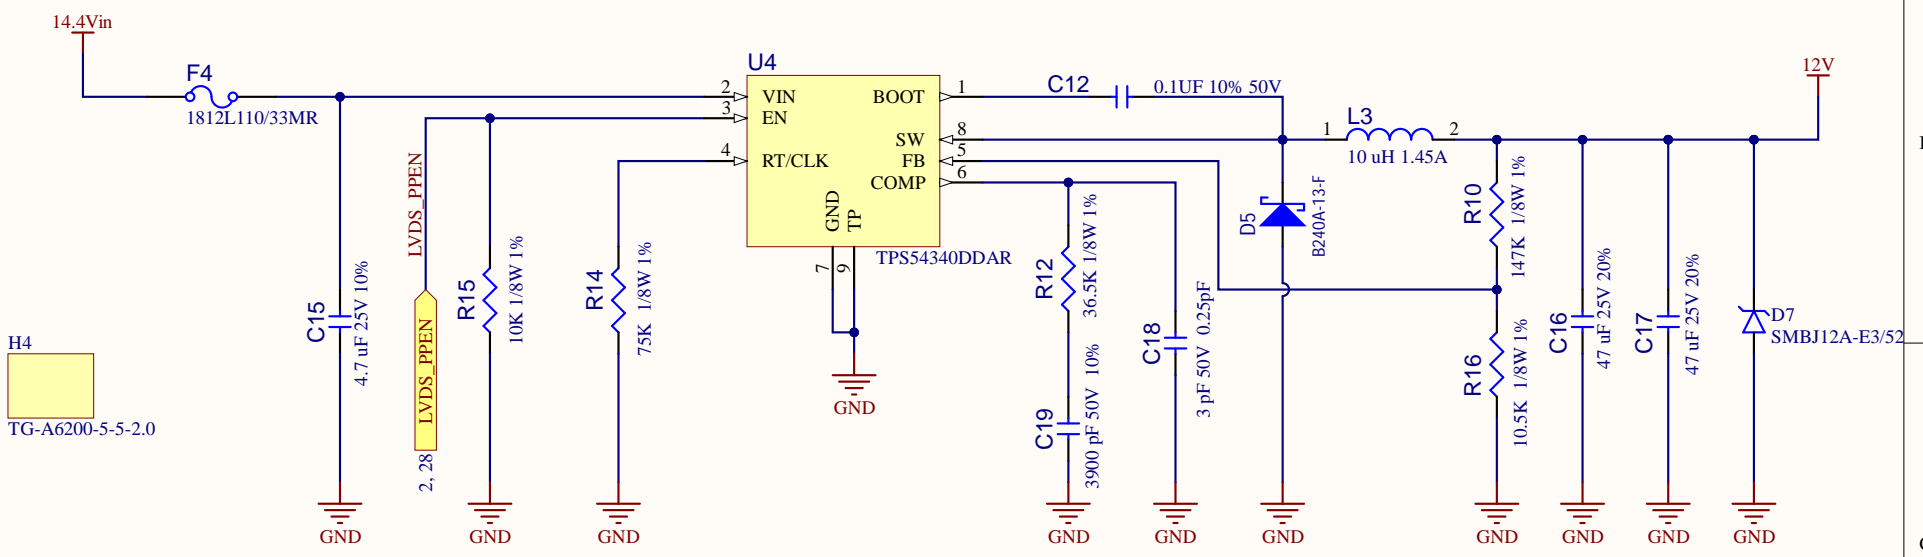 14.4Vin
F4
1812L110/33MR
U4
2
VIN
3
EN
4
RT/CLK
BOOT
1
SW
8
FB
5
COMP
6
GND
TP
7
9
TPS54340DDAR
GND
C12
0.1UF 10% 50V
L3
1
2
10 uH 1.45A
12V
LVDS_PPEN
LVDS_PPEN
2, 28
H4
TG-A6200-5-5-2.0
C15
4.7 uF 25V 10%
GND
R15
10K 1/8W 1%
GND
R14
75K 1/8W 1%
GND
R12
36.5K 1/8W 1%
C19
3900 pF 50V 10%
GND
C18
3 pF 50V 0.25pF
GND
D5
B240A-13-F
GND
R10
147K 1/8W 1%
R16
10.5K 1/8W 1%
GND
C16
47 uF 25V 20%
GND
C17
47 uF 25V 20%
GND
D7
SMBJ12A-E3/52
GND